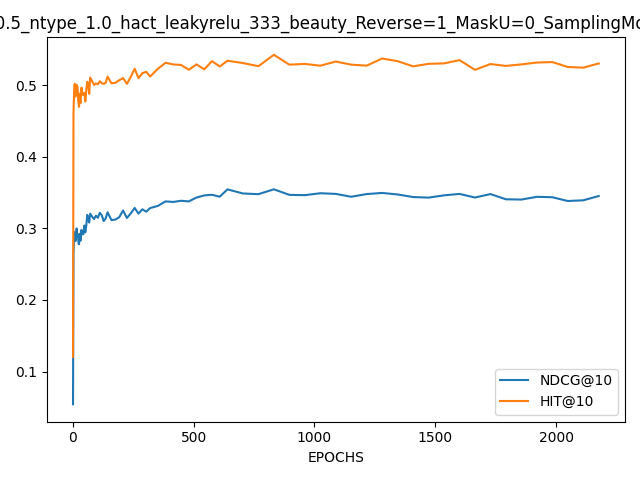 0.5_ntype_1.0_hact_leakyrelu_333_beauty_Reverse=1_MaskU=0_SamplingMo
0.5
0.4
0.3
0.2
0.1
NDCG@10
HIT@10
0 500 1000 1500 2000
EPOCHS